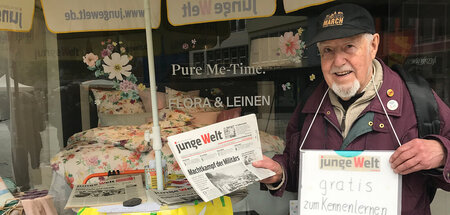 junge Welt
www.jungewelt.de
junge Welt
Pure Me-Time.
FLORA & LEINEN
MARCH
junge Welt
Machtkampf der Militärs
junge Welt
gratis
zum Kennenlernen